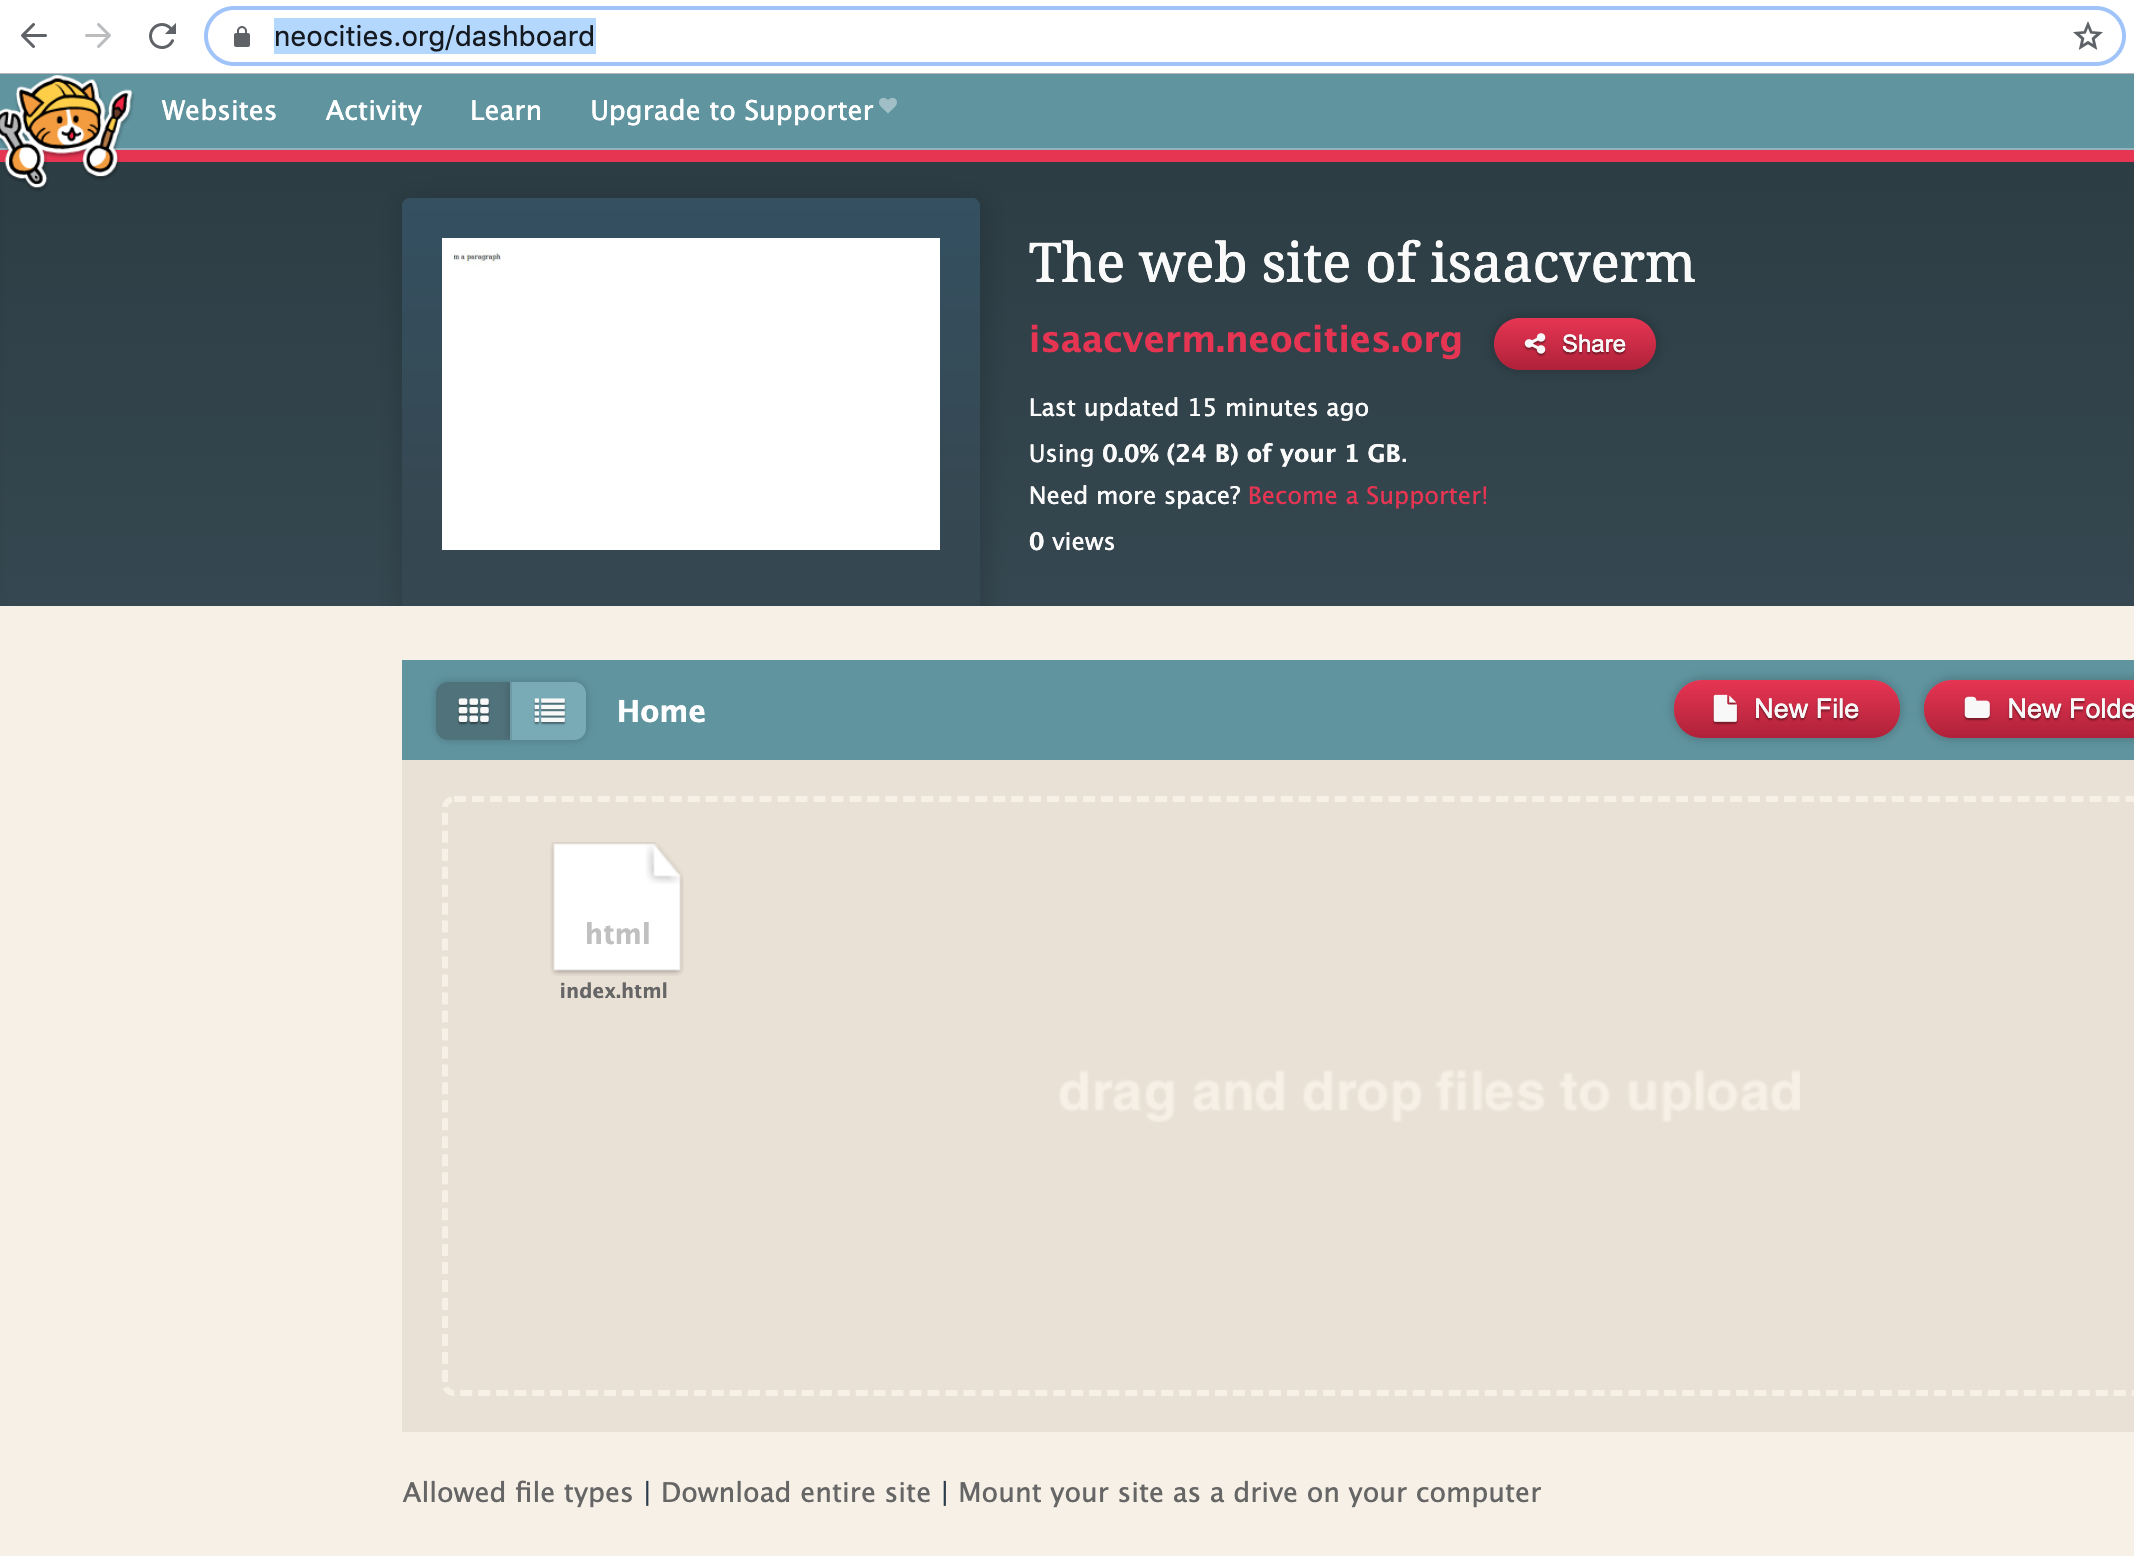 neocities.org/dashboard
Websites Activity Learn Upgrade to Supporter
m a paragraph
The web site of isaacverm
isaacverm.neocities.org Share
Last updated 15 minutes ago
Using 0.0% (24 B) of your 1 GB.
Need more space? Become a Supporter!
0 views
Home New File New Folde
html
index.html
drag and drop files to upload
Allowed file types | Download entire site | Mount your site as a drive on your computer